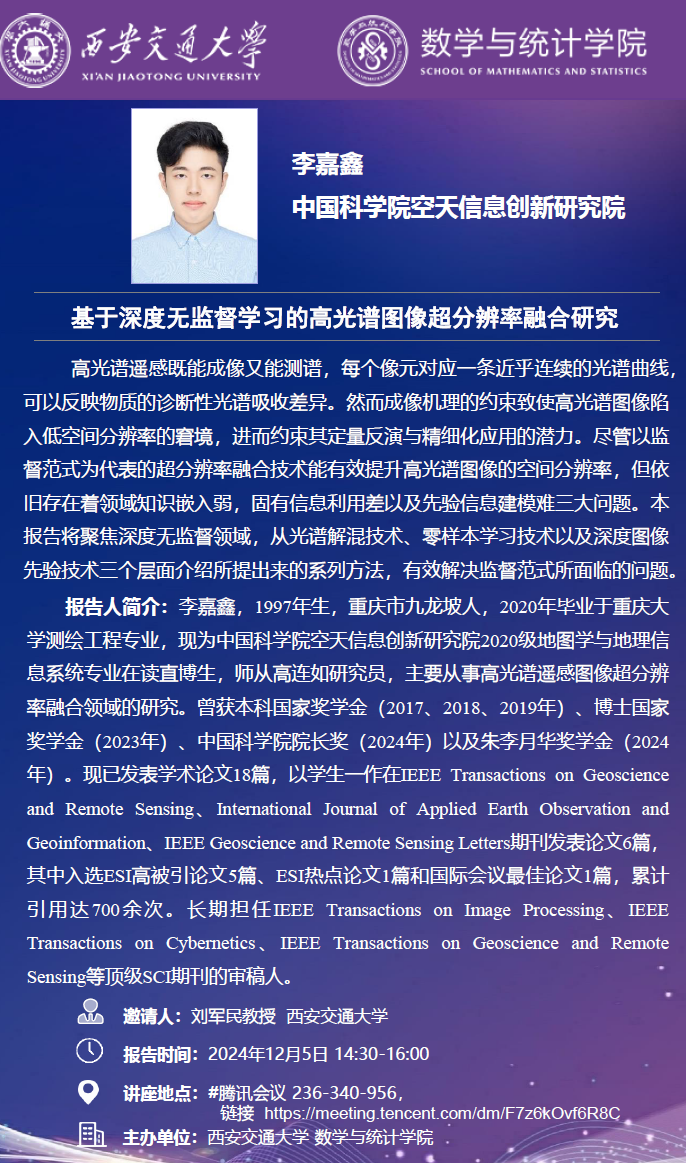 西安交通大学
XI'AN JIAOTONG UNIVERSITY
数学与统计学院
SCHOOL OF MATHEMATICS AND STATISTICS
李嘉鑫
中国科学院空天信息创新研究院
基于深度无监督学习的高光谱图像超分辨率融合研究
高光谱遥感既能成像又能测谱，每个像元对应一条近乎连续的光谱曲线，
可以反映物质的诊断性光谱吸收差异。然而成像机理的约束致使高光谱图像陷
入低空间分辨率的窘境，进而约束其定量反演与精细化应用的潜力。尽管以监
督范式为代表的超分辨率融合技术能有效提升高光谱图像的空间分辨率，但依
旧存在着领域知识嵌入弱，固有信息利用差以及先验信息建模难三大问题。本
报告将聚焦深度无监督领域，从光谱解混技术、零样本学习技术以及深度图像
先验技术三个层面介绍所提出来的系列方法，有效解决监督范式所面临的问题。
报告人简介：李嘉鑫，1997年生，重庆市九龙坡人，2020年毕业于重庆大
学测绘工程专业，现为中国科学院空天信息创新研究院2020级地图学与地理信
息系统专业在读直博生，师从高连如研究员，主要从事高光谱遥感图像超分辨
率融合领域的研究。曾获本科国家奖学金（2017、2018、2019年）、博士国家
奖学金（2023年）、中国科学院院长奖（2024年）以及朱李月华奖学金（2024
年）。现已发表学术论文18篇，以学生一作在IEEE Transactions on Geoscience
and Remote Sensing、International Journal of Applied Earth Observation and
Geoinformation、IEEE Geoscience and Remote Sensing Letters期刊发表论文6篇，
其中入选ESI高被引论文5篇、ESI热点论文1篇和国际会议最佳论文1篇，累计
引用达700余次。长期担任IEEE Transactions on Image Processing、IEEE
Transactions on Cybernetics、IEEE Transactions on Geoscience and Remote
Sensing等顶级SCI期刊的审稿人。
邀请人：刘军民教授 西安交通大学
报告时间：2024年12月5日 14:30-16:00
讲座地点：#腾讯会议 236-340-956，
链接 https://meeting.tencent.com/dm/F7z6kOvf6R8C
主办单位：西安交通大学 数学与统计学院